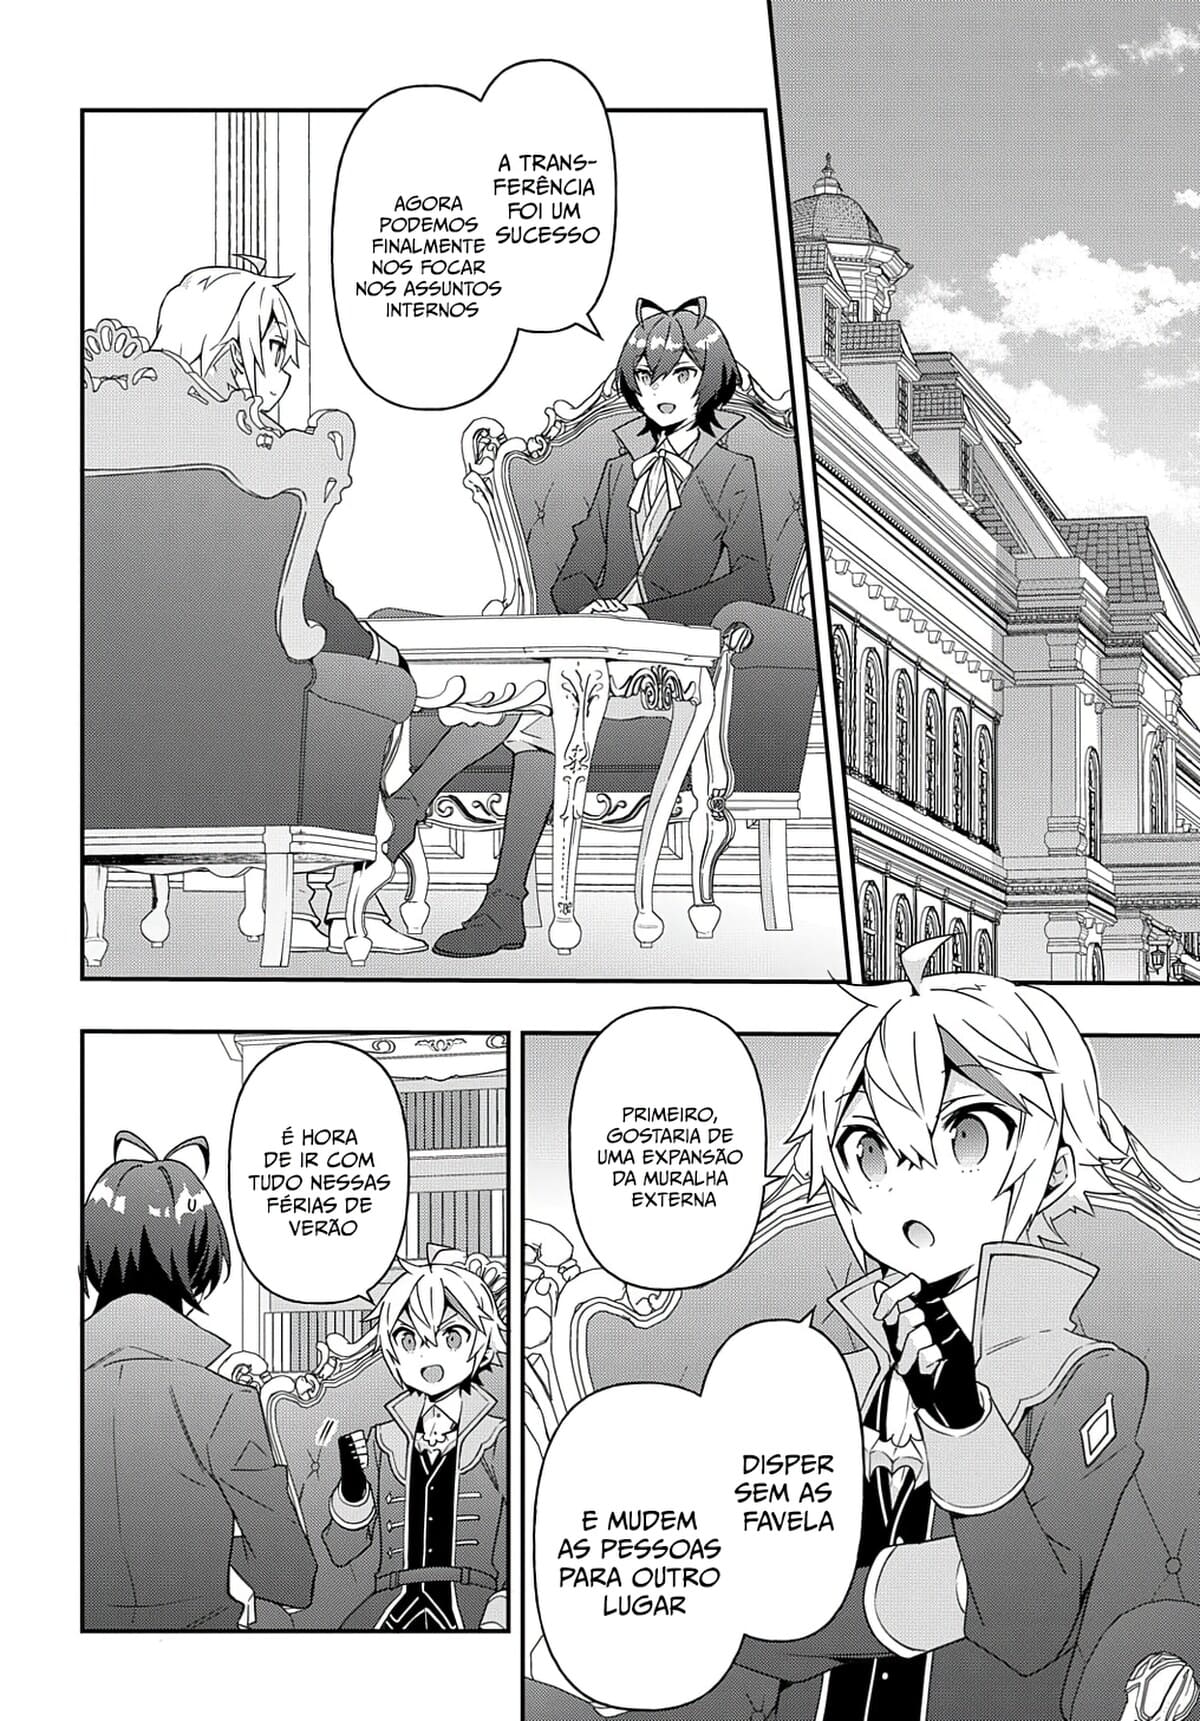 A TRANS-
FERÊNCIA
FOI UM
SUCESSO
AGORA
PODEMOS
FINALMENTE
NOS FOCAR
NOS ASSUNTOS
INTERNOS
PRIMEIRO,
GOSTARIA DE
UMA EXPANSÃO
DA MURALHA
EXTERNA
DISPER
SEM AS
FAVELA
E MUDEM
AS PESSOAS
PARA OUTRO
LUGAR
É HORA
DE IR COM
TUDO NESSAS
FÉRIAS DE
VERÃO